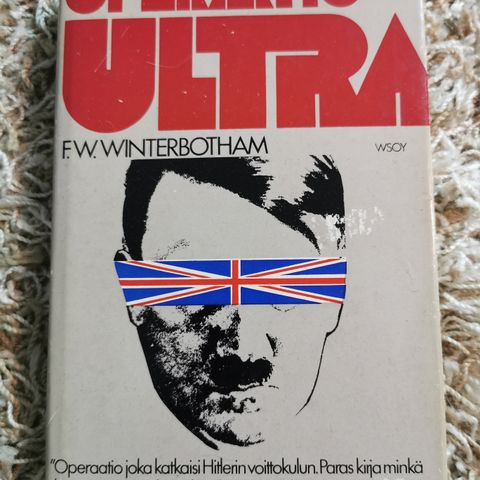 ULTRA
F.W. WINTERBOTHAM
WSOY
"Operaatio joka katkaisi Hitlerin voittokulun. Paras kirja minkä